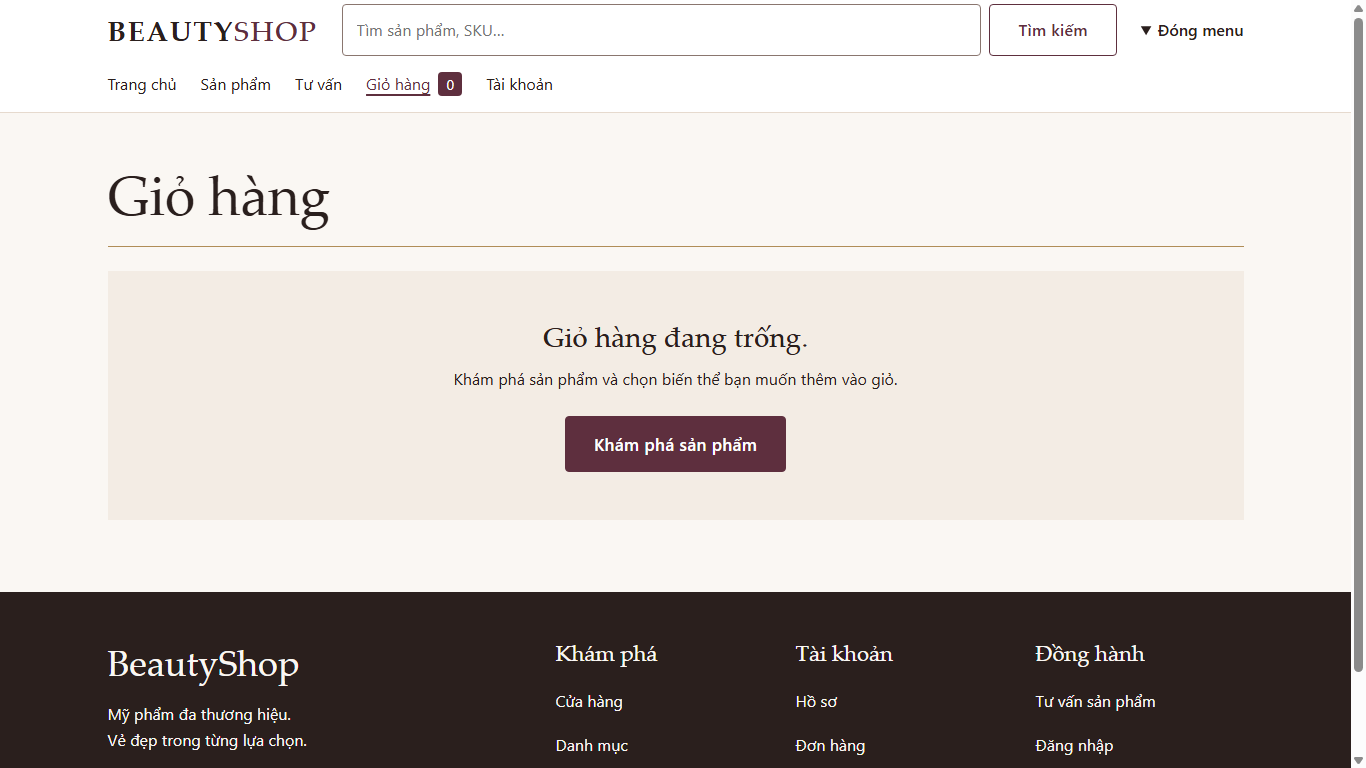 BEAUTYSHOP
Tìm sản phẩm, SKU...
Tìm kiếm
▼ Đóng menu
Trang chủ
Sản phẩm
Tư vấn
Giỏ hàng 0
Tài khoản
Giỏ hàng
Giỏ hàng đang trống.
Khám phá sản phẩm và chọn biến thể bạn muốn thêm vào giỏ.
Khám phá sản phẩm
BeautyShop
Mỹ phẩm đa thương hiệu.
Vẻ đẹp trong từng lựa chọn.
Khám phá
Cửa hàng
Danh mục
Tài khoản
Hồ sơ
Đơn hàng
Đồng hành
Tư vấn sản phẩm
Đăng nhập